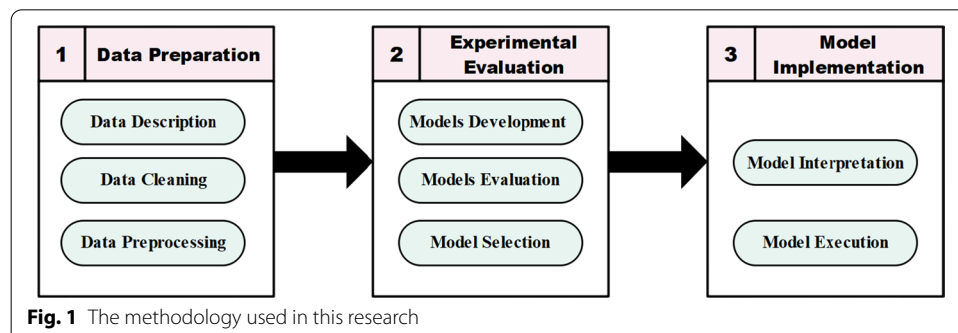 1 Data Preparation
Data Description
Data Cleaning
Data Preprocessing
2 Experimental
Evaluation
Models Development
Models Evaluation
Model Selection
3 Model
Implementation
Model Interpretation
Model Execution
Fig. 1 The methodology used in this research